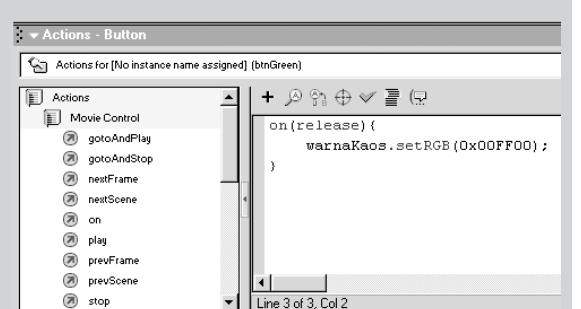 Actions - Button
Actions for [No instance name assigned] (btnGreen)
Actions
Movie Control
gotoAndPlay
gotoAndStop
nextFrame
nextScene
on
play
prevFrame
prevScene
stop
on(release){
warnaKaos.setRGB(0x00FF00);
}
Line 3 of 3, Col 2